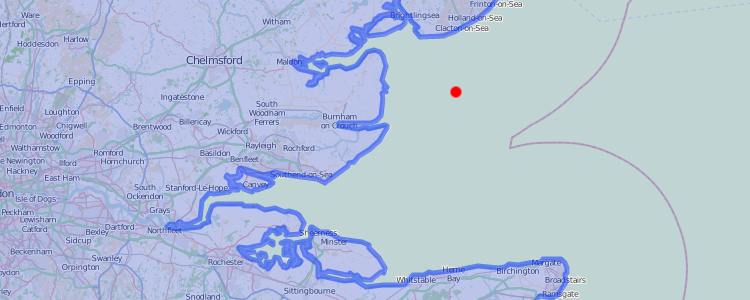 Frinton-on-Sea
Ware
Witham
Brightlingsea
Holland-on-Sea
Hertford
Clacton-on-Sea
Hoddesdon
Harlow
Chelmsford
Maldon
Epping
Ingatestone
Enfield
Loughton
South
Woodham
Ferrers
Burnham
on Crouch
Edmonton
Chigwell
Brentwood
Billericay
Wickford
Woodford
Walthamstow
Romford
Basildon
Rayleigh
Rochford
Newington
Ilford
Hornchurch
Benfleet
Hackney
East Ham
South
Ockendon
Stanford-Le-Hope
Canvey
Southend-on-Sea
Isle of Dogs
Grays
Peckham
Lewisham
Catford
Bexley
Dartford
Northfleet
Sheerness
Sidcup
Minster
Beckenham
Swanley
Orpington
Rochester
Whitstable
Herne
Bay
Birchington
Margate
Broadstairs
Sittingbourne
Snodland
Ramsgate